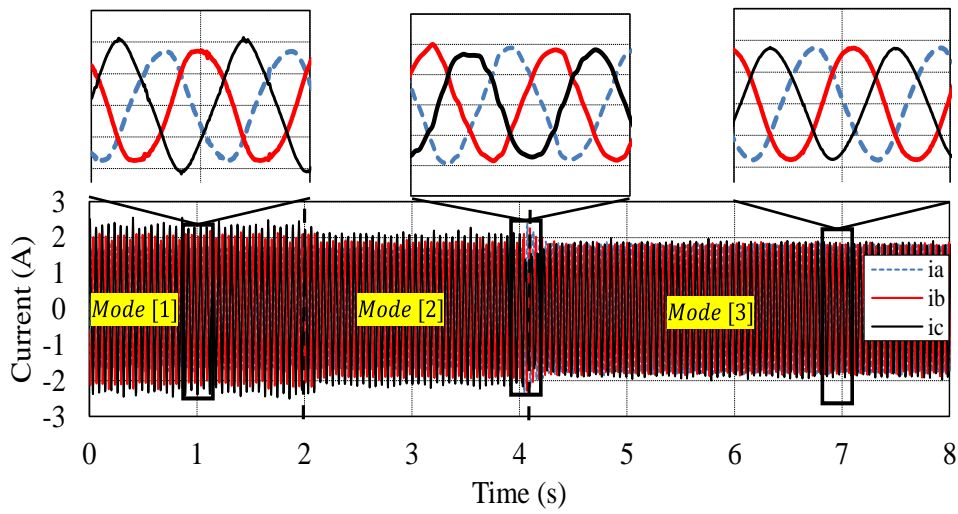 3
2
1
0
-1
-2
-3
Current (A)
Mode [1]
Mode [2]
Mode [3]
ia
ib
ic
0 1 2 3 4 5 6 7 8
Time (s)